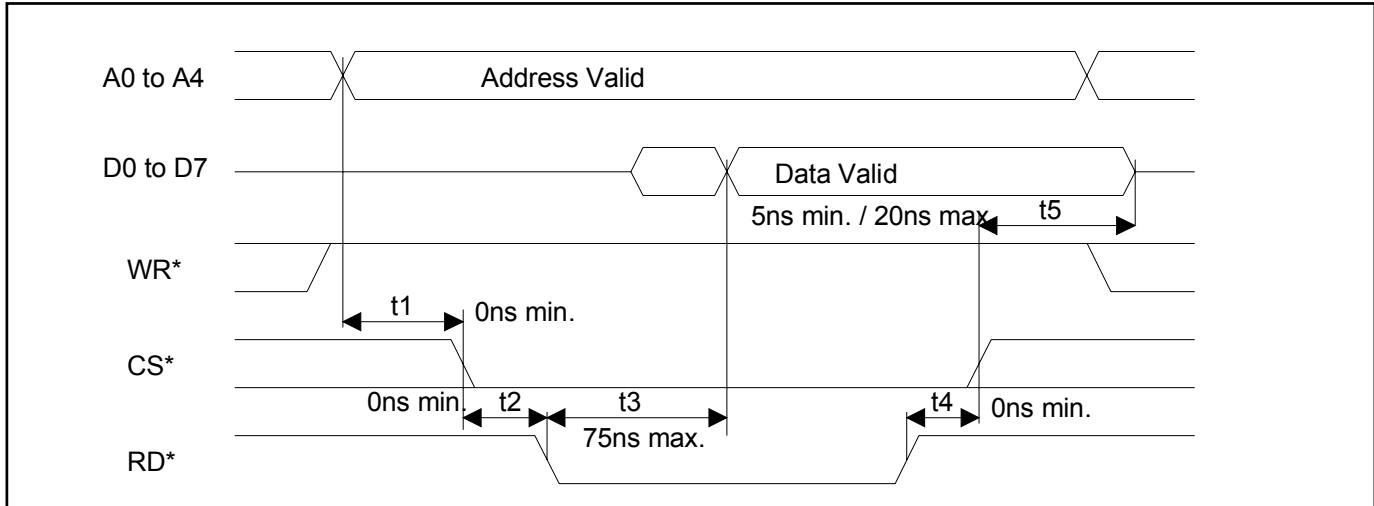 A0 to A4
Address Valid
D0 to D7
Data Valid
5ns min. / 20ns max.
t5
WR*
t1
0ns min.
CS*
0ns min.
t2
t3
t4
0ns min.
75ns max.
RD*